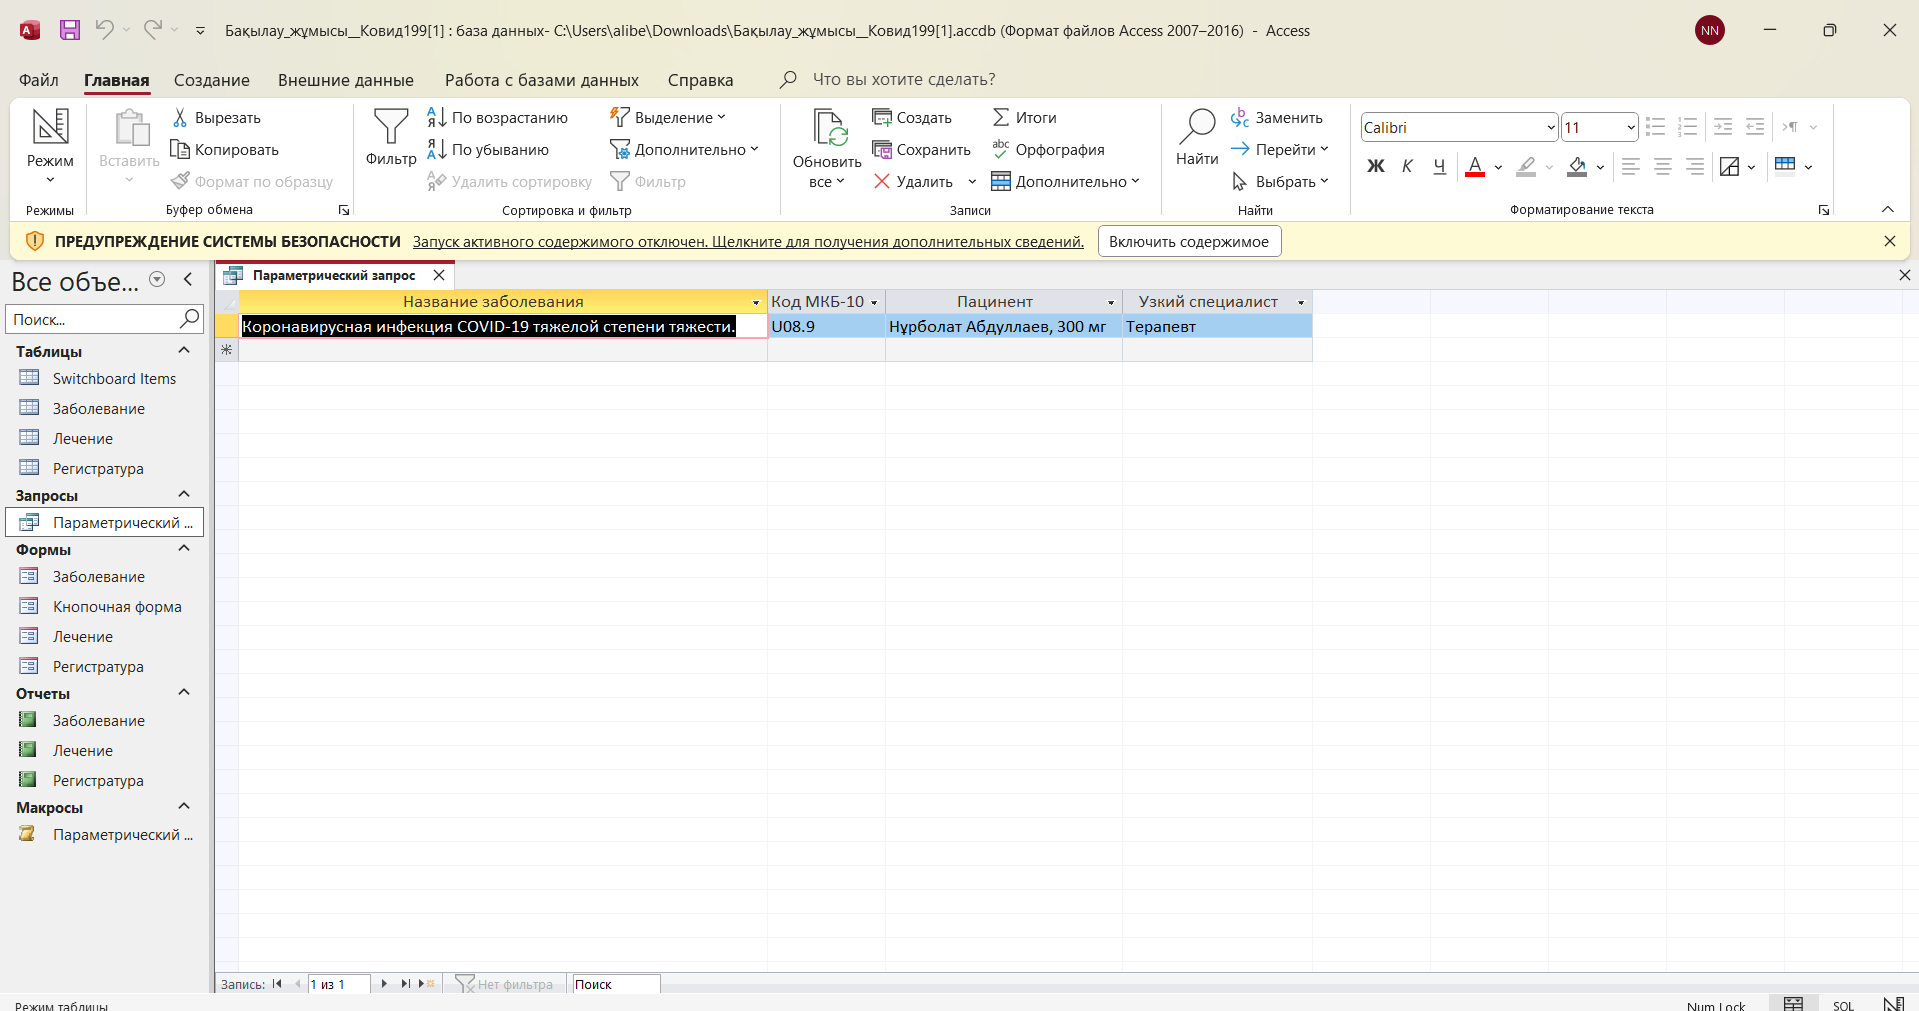 Бақылау_жұмысы__Ковид199[1] : база данных- C:\Users\alibe\Downloads\Бақылау_жұмысы__Ковид199[1].accdb (Формат файлов Access 2007–2016) - Access
NN
Файл Главная Создание Внешние данные Работа с базами данных Справка Что вы хотите сделать?
Режим
Режимы
Вставить
Вырезать
Копировать
Формат по образцу
Буфер обмена
Фильтр
По возрастанию
По убыванию
Удалить сортировку
Выделение
Дополнительно
Фильтр
Сортировка и фильтр
Обновить
все
Создать
Сохранить
Удалить
Итоги
Орфография
Дополнительно
Записи
Найти
Заменить
Перейти
Выбрать
Найти
Calibri 11
Ж К Ч А
Форматирование текста
ПРЕДУПРЕЖДЕНИЕ СИСТЕМЫ БЕЗОПАСНОСТИ Запуск активного содержимого отключен. Щелкните для получения дополнительных сведений. Включить содержимое
Все объе...
Поиск...
Таблицы
Switchboard Items
Заболевание
Лечение
Регистратура
Запросы
Параметрический ...
Формы
Заболевание
Кнопочная форма
Лечение
Регистратура
Отчеты
Заболевание
Лечение
Регистратура
Макросы
Параметрический ...
Параметрический запрос
Название заболевания Код МКБ-10 Пацинент Узкий специалист
Коронавирусная инфекция COVID-19 тяжелой степени тяжести. U08.9 Нұрболат Абдуллаев, 300 мг Терапевт
Запись: 1 из 1 Нет фильтра Поиск
Режим таблицы Num Lock SQL